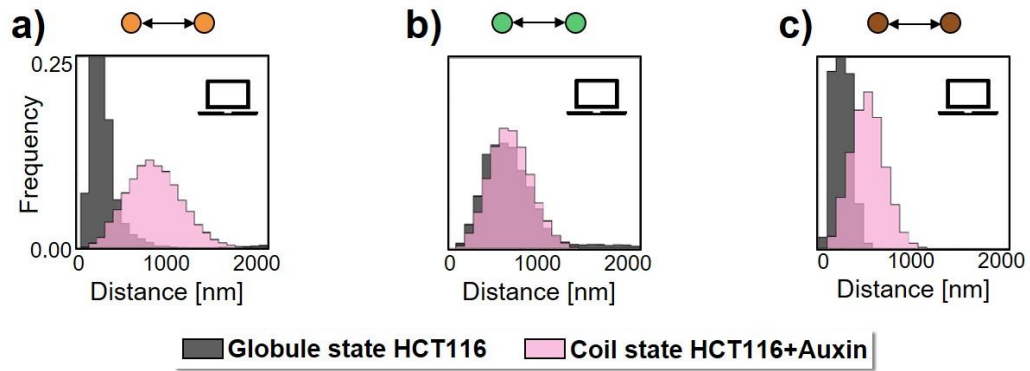 a)
b)
c)
0.25
Frequency
0.00
0 1000 2000
Distance [nm]
0 1000 2000
Distance [nm]
0 1000 2000
Distance [nm]
Globule state HCT116 Coil state HCT116+Auxin